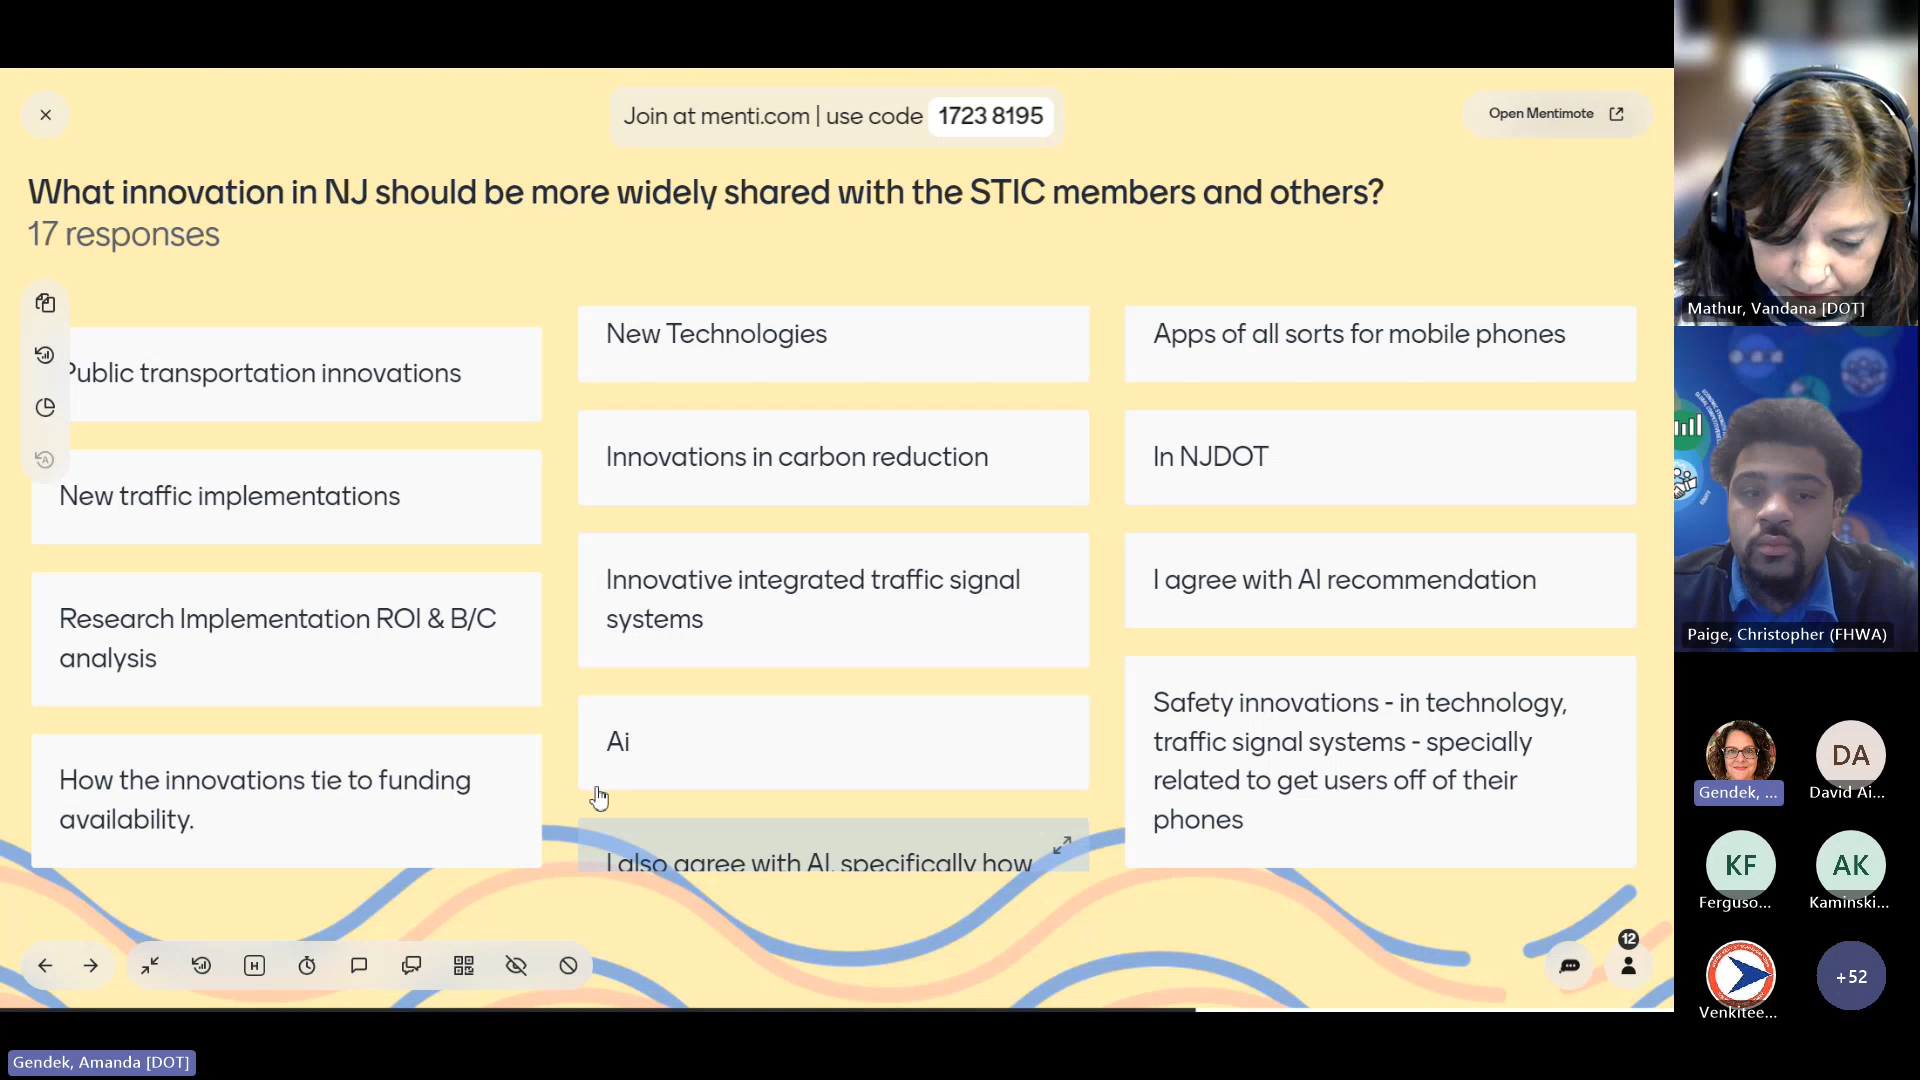 Join at menti.com | use code 1723 8195
Open Mentimote
What innovation in NJ should be more widely shared with the STIC members and others?
17 responses
Public transportation innovations
New traffic implementations
Research Implementation ROI & B/C
analysis
How the innovations tie to funding
availability.
New Technologies
Innovations in carbon reduction
Innovative integrated traffic signal
systems
Ai
I also agree with AI, specifically how
Apps of all sorts for mobile phones
In NJDOT
I agree with AI recommendation
Safety innovations - in technology,
traffic signal systems - specially
related to get users off of their
phones
12
Mathur, Vandana [DOT]
Paige, Christopher (FHWA)
Gendek, ...
DA
David Ai...
KF
Ferguso...
AK
Kaminski...
Venkitee...
+52
Gendek, Amanda [DOT]